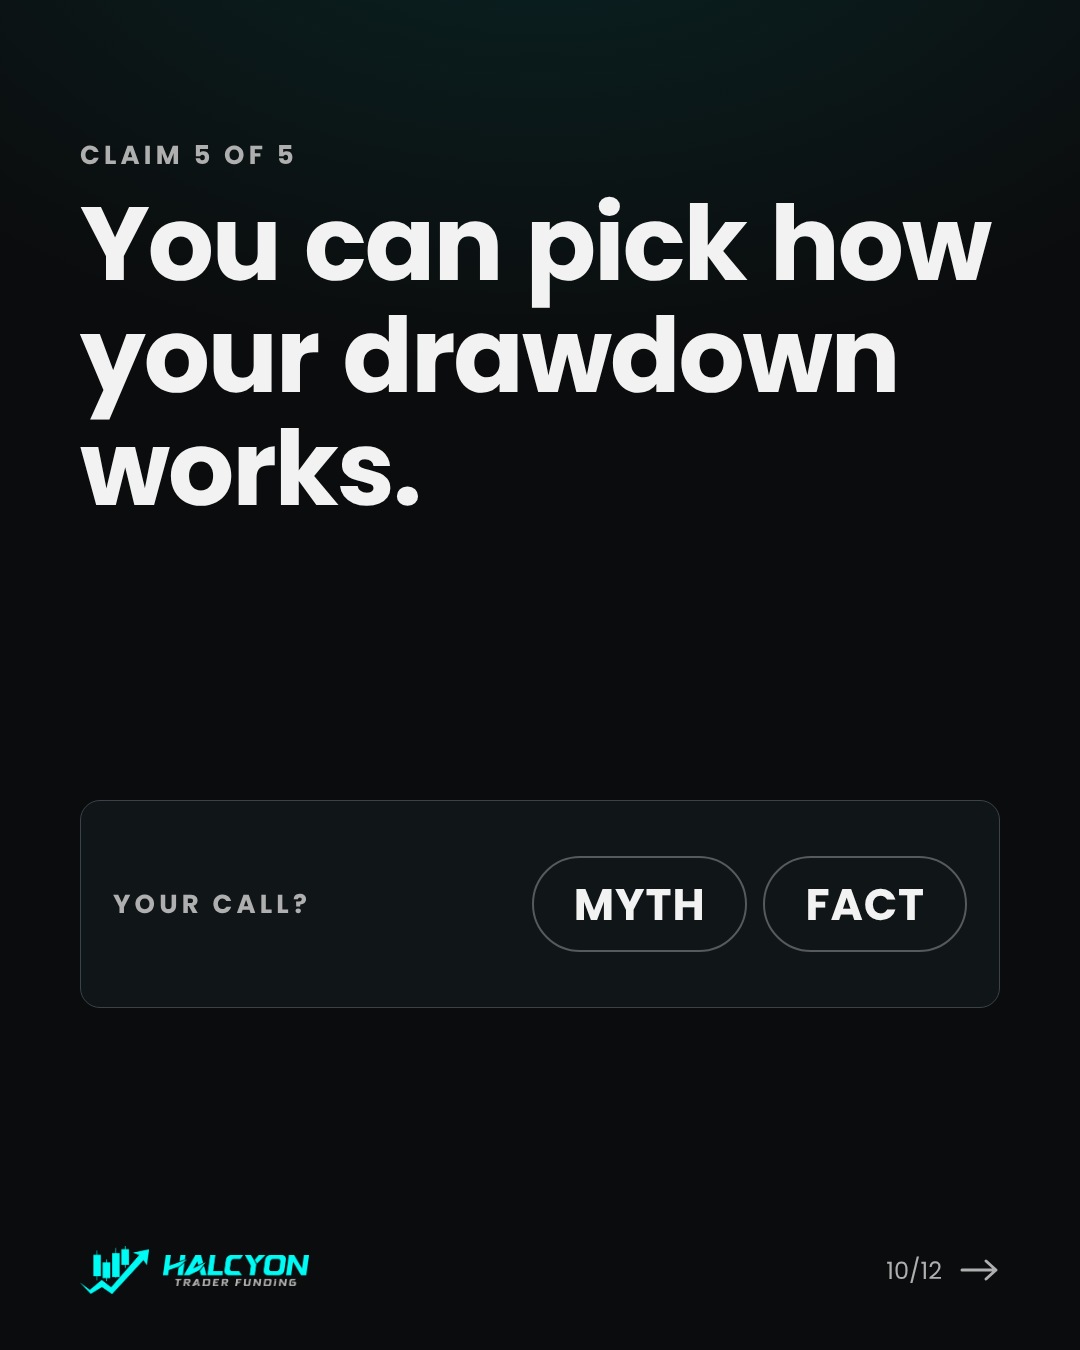 CLAIM 5 OF 5
You can pick how
your drawdown
works.
YOUR CALL?
MYTH
FACT
HALCYON
TRADER FUNDING
10/12